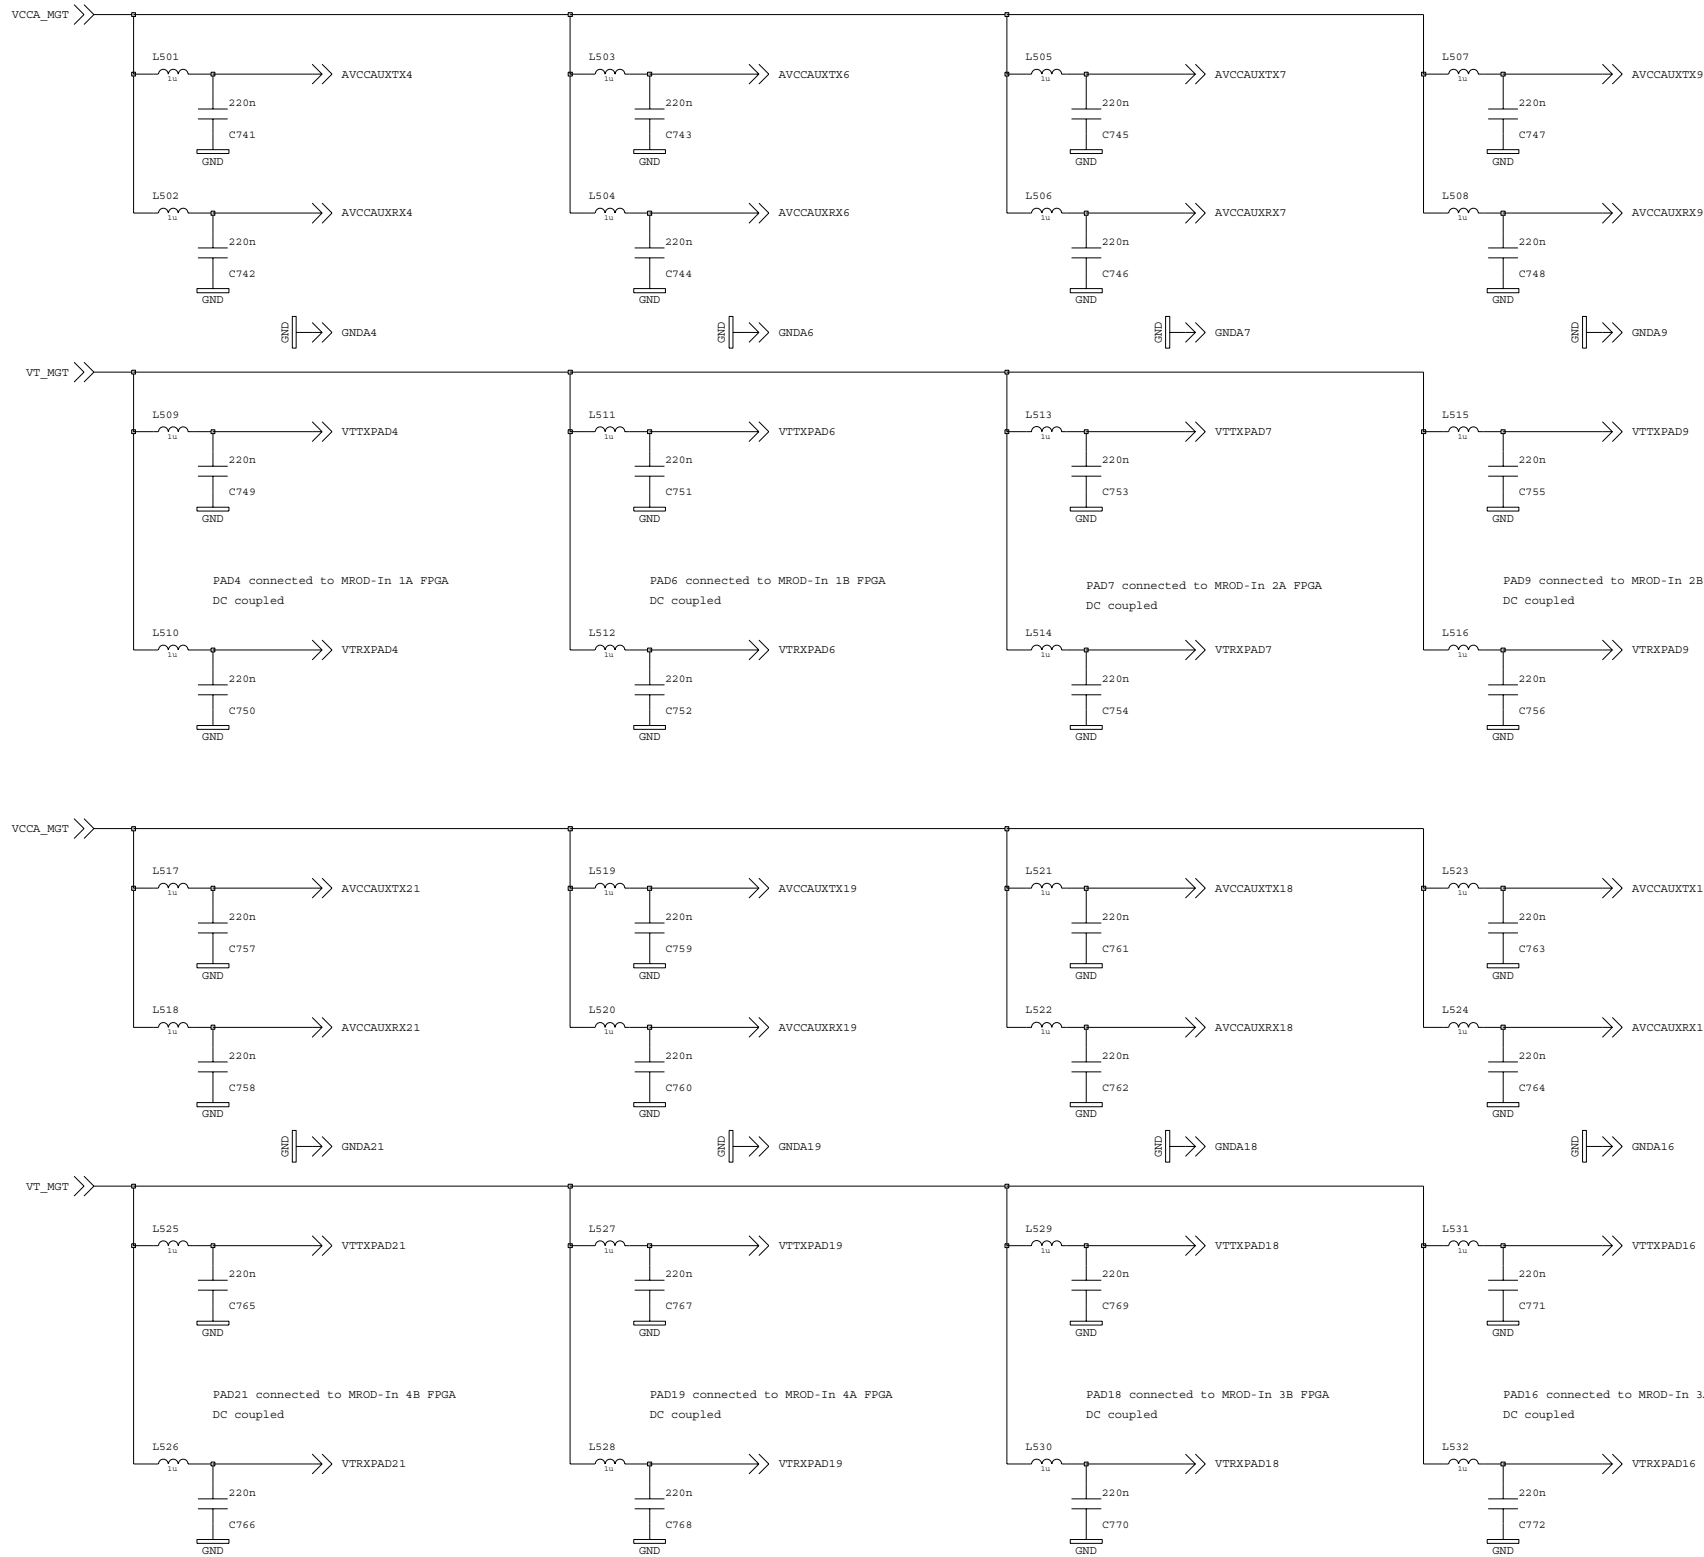 VCCA_MGT
L501 L503 L505 L507
1u AVCCAUXTX4 1u AVCCAUXTX6 1u AVCCAUXTX7 1u AVCCAUXTX9
220n 220n 220n 220n
C741 C743 C745 C747
GND GND GND GND
L502 L504 L506 L508
1u AVCCAUXRX4 1u AVCCAUXRX6 1u AVCCAUXRX7 1u AVCCAUXRX9
220n 220n 220n 220n
C742 C744 C746 C748
GND GND GND GND
GND GNDA4 GND GNDA6 GND GNDA7 GND GNDA9
VT_MGT
L509 L511 L513 L515
1u VTTXPAD4 1u VTTXPAD6 1u VTTXPAD7 1u VTTXPAD9
220n 220n 220n 220n
C749 C751 C753 C755
GND GND GND GND
PAD4 connected to MROD-In 1A FPGA PAD6 connected to MROD-In 1B FPGA PAD7 connected to MROD-In 2A FPGA PAD9 connected to MROD-In 2B
DC coupled DC coupled DC coupled DC coupled
L510 L512 L514 L516
1u VTRXPAD4 1u VTRXPAD6 1u VTRXPAD7 1u VTRXPAD9
220n 220n 220n 220n
C750 C752 C754 C756
GND GND GND GND
VCCA_MGT
L517 L519 L521 L523
1u AVCCAUXTX21 1u AVCCAUXTX19 1u AVCCAUXTX18 1u AVCCAUXTX1
220n 220n 220n 220n
C757 C759 C761 C763
GND GND GND GND
L518 L520 L522 L524
1u AVCCAUXRX21 1u AVCCAUXRX19 1u AVCCAUXRX18 1u AVCCAUXRX1
220n 220n 220n 220n
C758 C760 C762 C764
GND GND GND GND
GND GNDA21 GND GNDA19 GND GNDA18 GND GNDA16
VT_MGT
L525 L527 L529 L531
1u VTTXPAD21 1u VTTXPAD19 1u VTTXPAD18 1u VTTXPAD16
220n 220n 220n 220n
C765 C767 C769 C771
GND GND GND GND
PAD21 connected to MROD-In 4B FPGA PAD19 connected to MROD-In 4A FPGA PAD18 connected to MROD-In 3B FPGA PAD16 connected to MROD-In 3
DC coupled DC coupled DC coupled DC coupled
L526 L528 L530 L532
1u VTRXPAD21 1u VTRXPAD19 1u VTRXPAD18 1u VTRXPAD16
220n 220n 220n 220n
C766 C768 C770 C772
GND GND GND GND